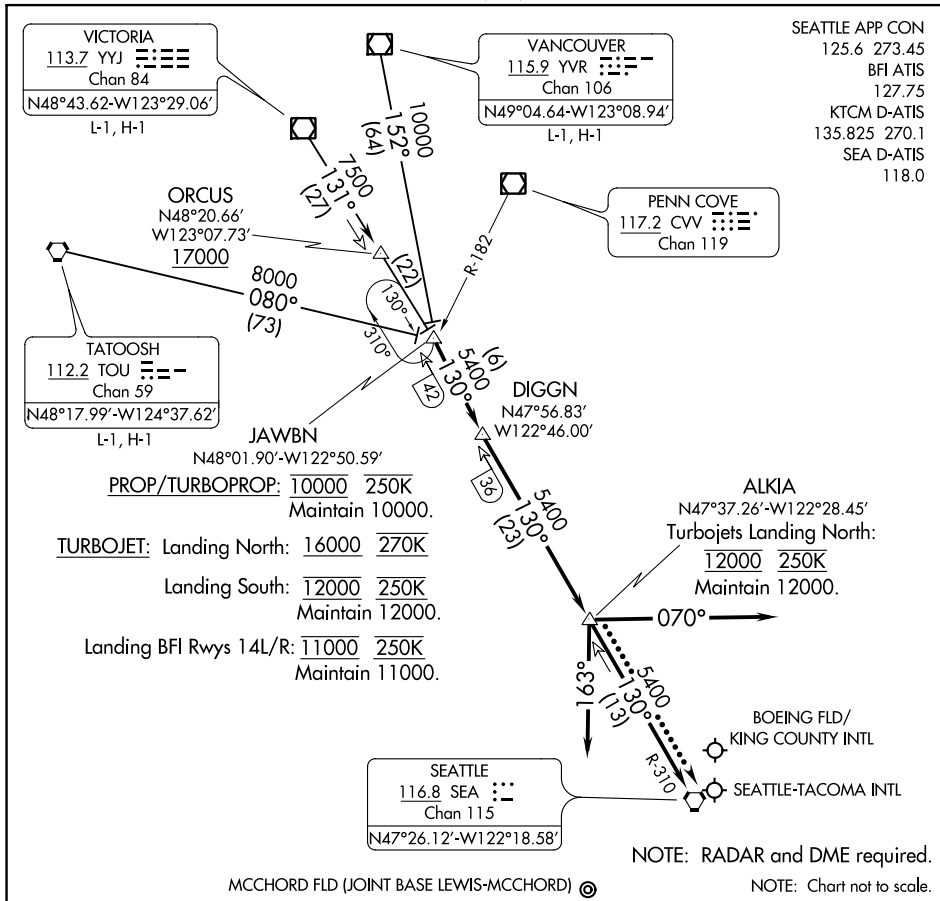 SEATTLE APP CON
125.6 273.45
BFI ATIS
127.75
KTCM D-ATIS
135.825 270.1
SEA D-ATIS
118.0
VICTORIA
113.7 YYJ
Chan 84
N48°43.62-W123°29.06′
L-1, H-1
VANCOUVER
115.9 YVR
Chan 106
N49°04.64-W123°08.94′
L-1, H-1
10000
152°
(64)
7500
131°
(27)
PENN COVE
117.2 CVV
Chan 119
R-182
ORCUS
N48°20.66′
W123°07.73′
17000
(22)
8000
080°
(73)
130°
310°
TATOOSH
112.2 TOU
Chan 59
N48°17.99′-W124°37.62′
L-1, H-1
(6)
5400
130°
42
DIGGN
N47°56.83′
W122°46.00′
36
JAWBN
N48°01.90′-W122°50.59′
PROP/TURBOPROP: 10000 250K
Maintain 10000.
TURBOJET: Landing North: 16000 270K
Landing South: 12000 250K
Maintain 12000.
Landing BFI Rwys 14L/R: 11000 250K
Maintain 11000.
5400
130°
(23)
ALKIA
N47°37.26′-W122°28.45′
Turbojets Landing North:
12000 250K
Maintain 12000.
070°
163°
5400
130°
(13)
R-310
BOEING FLD/
KING COUNTY INTL
SEATTLE-TACOMA INTL
SEATTLE
116.8 SEA
Chan 115
N47°26.12′-W122°18.58′
NOTE: RADAR and DME required.
MCCHORD FLD (JOINT BASE LEWIS-MCCHORD)
NOTE: Chart not to scale.